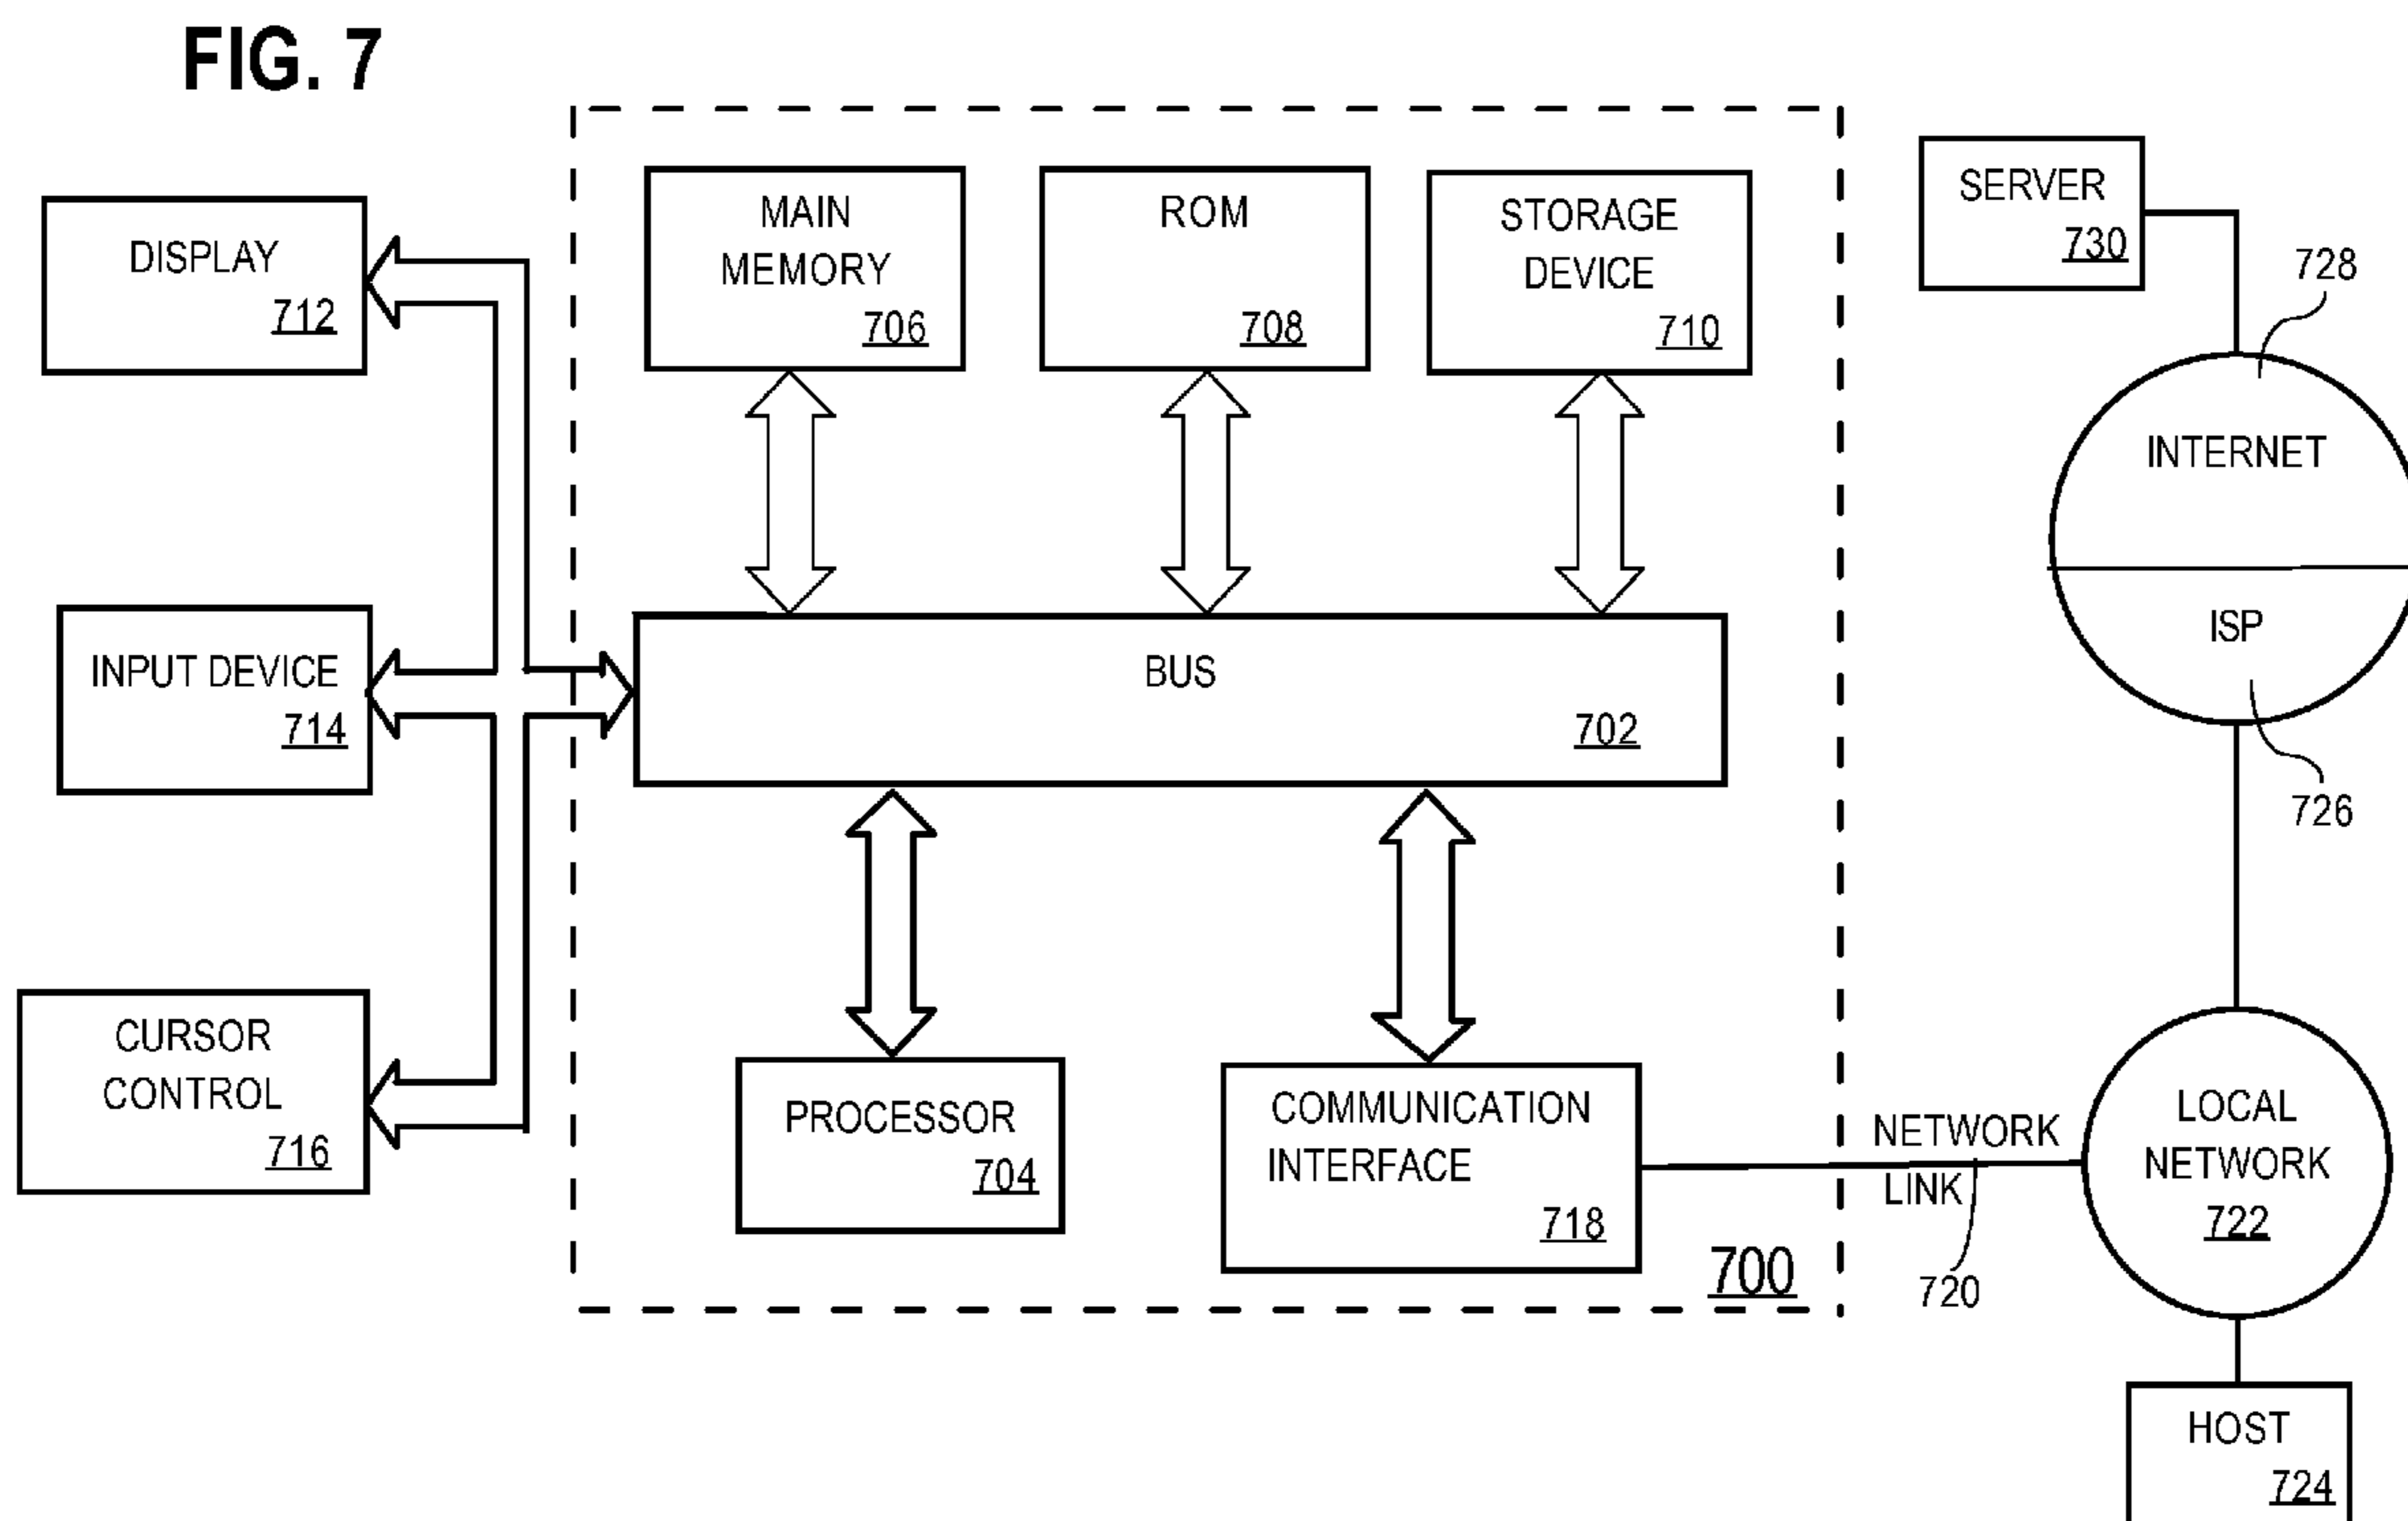 FIG. 7
DISPLAY
712
INPUT DEVICE
714
CURSOR
CONTROL
716
MAIN
MEMORY
706
ROM
708
STORAGE
DEVICE
710
BUS
702
PROCESSOR
704
COMMUNICATION
INTERFACE
718
700
SERVER
730
728
INTERNET
ISP
726
NETWORK
LINK
720
LOCAL
NETWORK
722
HOST
724